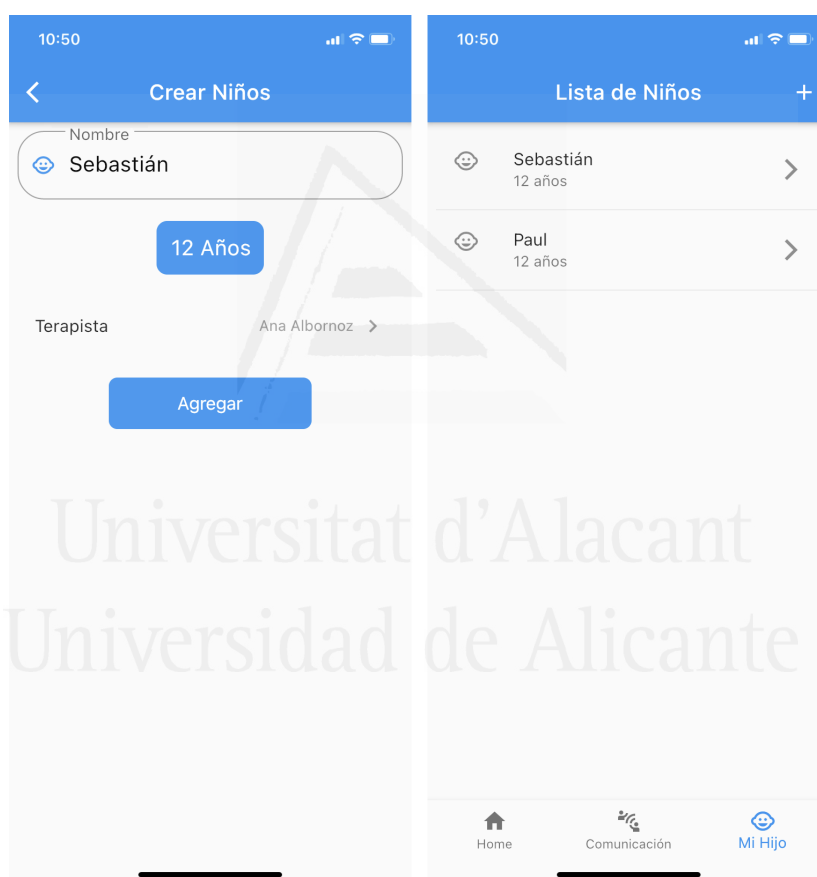 10:50
Crear Niños
Nombre
Sebastián
12 Años
Terapista
Ana Albornoz
Agregar
10:50
Lista de Niños
+
Sebastián
12 años
Paul
12 años
Home
Comunicación
Mi Hijo
Universitat d'Alacant
Universidad de Alicante